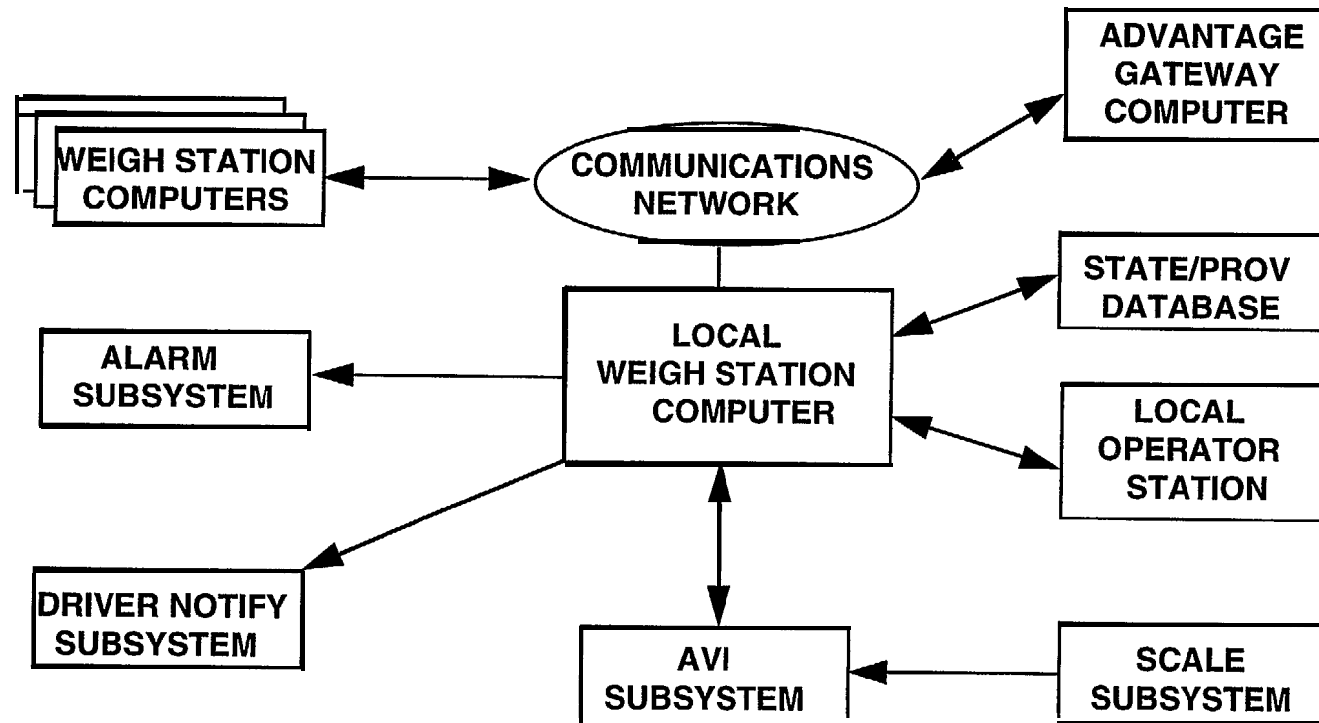 ADVANTAGE
GATEWAY
COMPUTER
WEIGH STATION
COMPUTERS
COMMUNICATIONS
NETWORK
STATE/PROV
DATABASE
LOCAL
WEIGH STATION
COMPUTER
ALARM
SUBSYSTEM
LOCAL
OPERATOR
STATION
DRIVER NOTIFY
SUBSYSTEM
AVI
SUBSYSTEM
SCALE
SUBSYSTEM